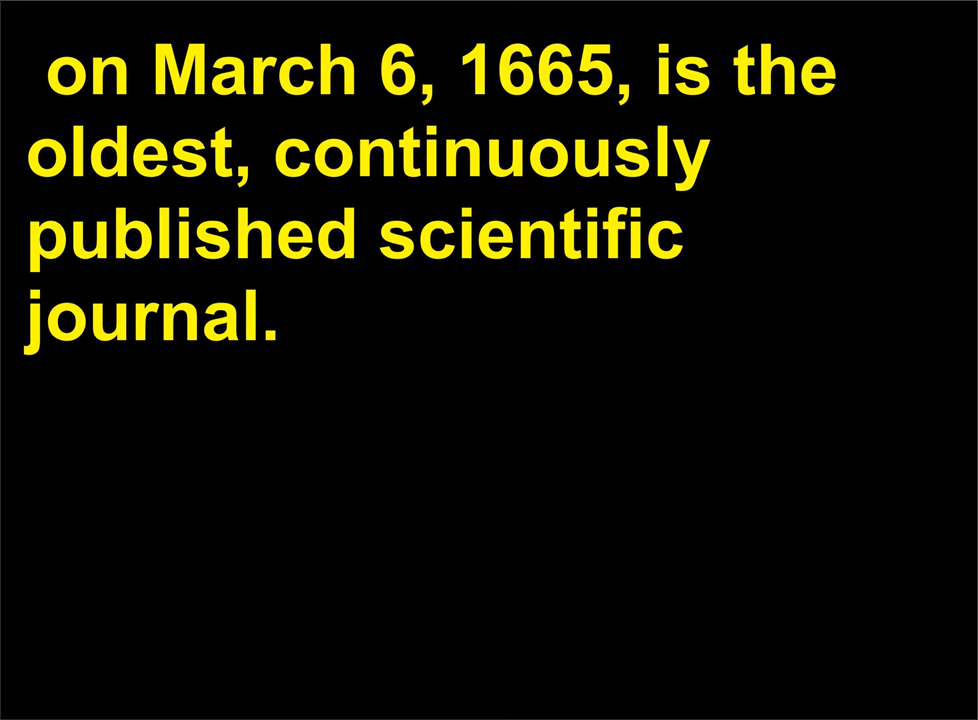 on March 6, 1665, is the
oldest, continuously
published scientific
journal.